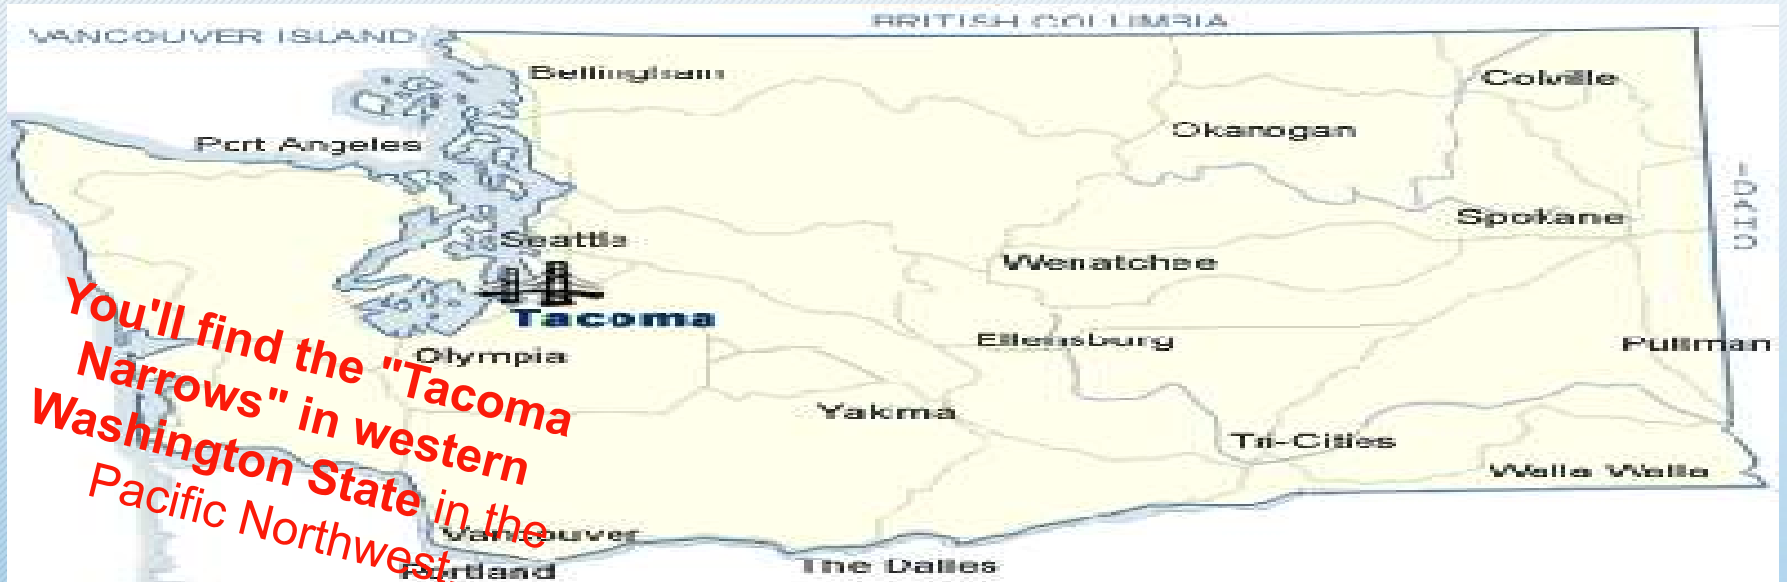 BRITISH COLUMBIA
VANCOUVER ISLAND
Bellingham
Colville
Okanogan
Port Angeles
Spokane
Seattle
Wenatchee
Tacoma
Ellensburg
Pullman
Olympia
Yakima
Tri-Cities
Walla Walla
Vancouver
Portland
The Dalles
You'll find the "Tacoma
Narrows" in western
Washington State in the
Pacific Northwest